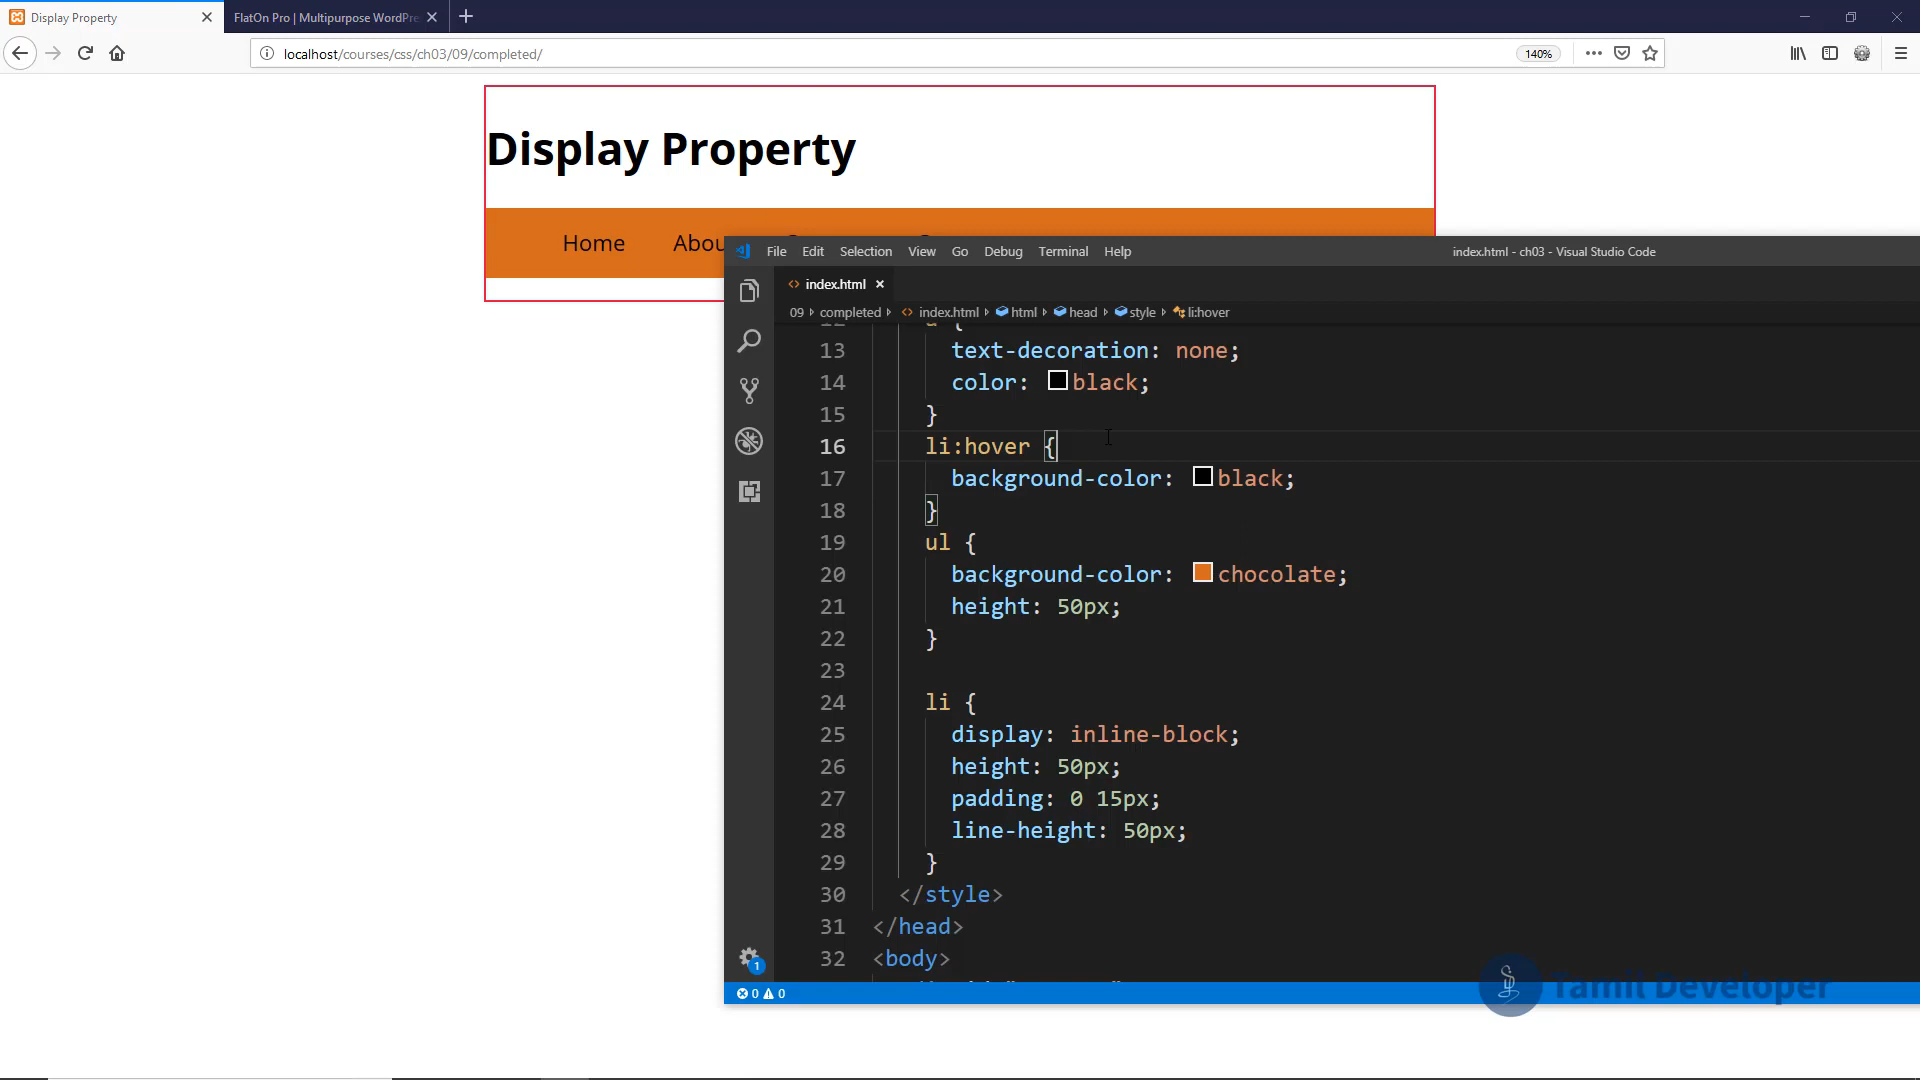 Display Property
FlatOn Pro | Multipurpose WordPre
localhost/courses/css/ch03/09/completed/
140%
Display Property
Home
Abou
File Edit Selection View Go Debug Terminal Help
index.html - ch03 - Visual Studio Code
index.html
09 completed index.html html head style li:hover
13 text-decoration: none;
14 color: black;
15 }
16 li:hover {
17 background-color: black;
18 }
19 ul {
20 background-color: chocolate;
21 height: 50px;
22 }
23
24 li {
25 display: inline-block;
26 height: 50px;
27 padding: 0 15px;
28 line-height: 50px;
29 }
30 </style>
31 </head>
32 <body>
1
0 0
Tamil Developer